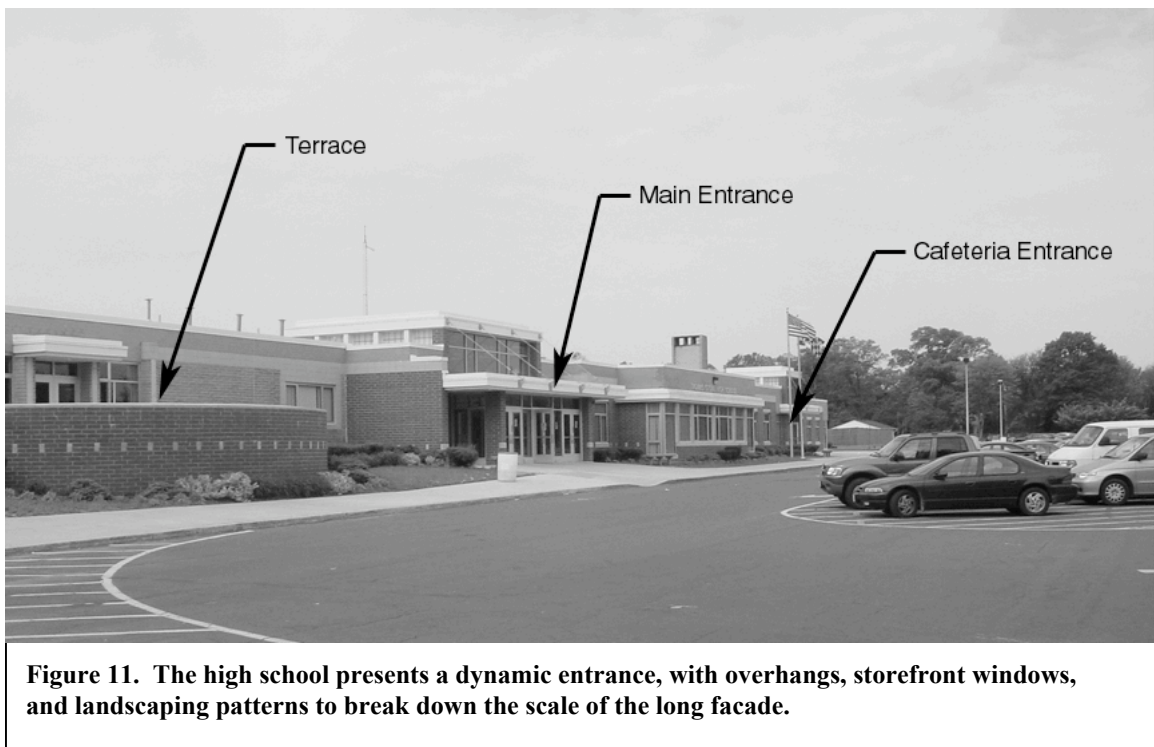 Terrace
Main Entrance
Cafeteria Entrance
Figure 11.  The high school presents a dynamic entrance, with overhangs, storefront windows,
and landscaping patterns to break down the scale of the long facade.